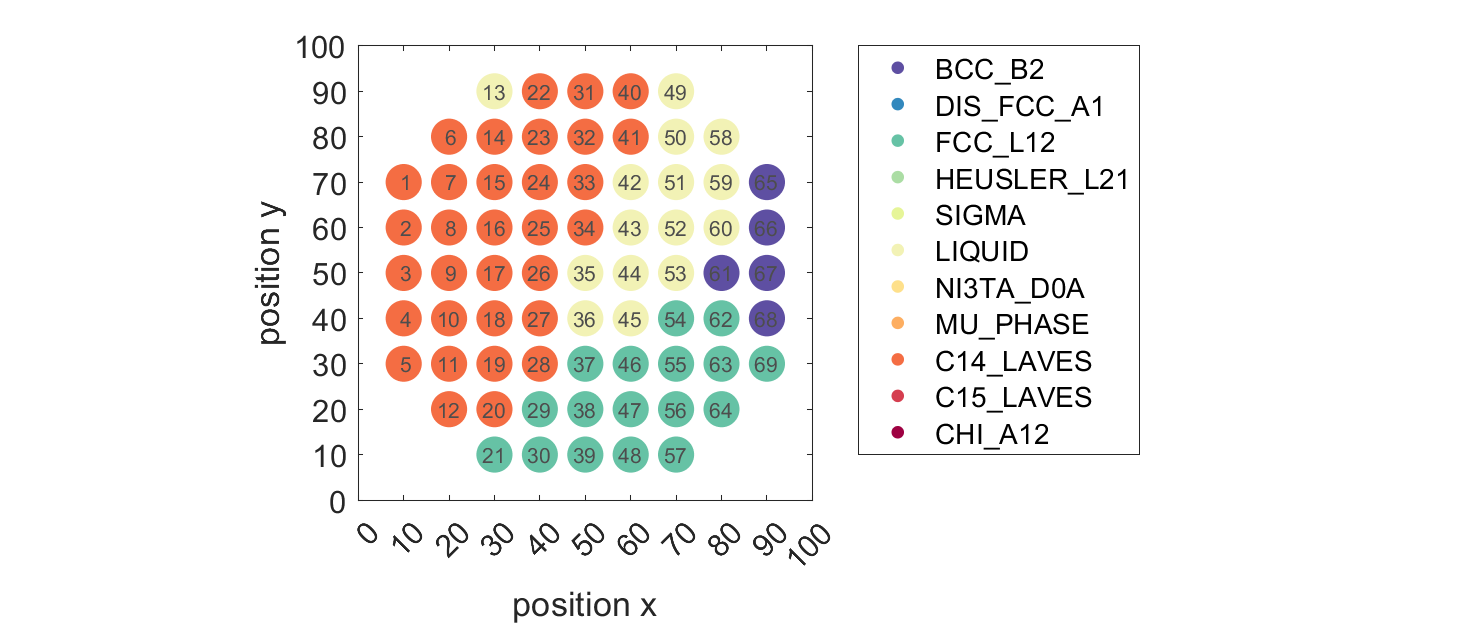 100
90
80
70
60
50
40
30
20
10
0
position y
13 22 31 40 49
6 14 23 32 41 50 58
1 7 15 24 33 42 51 59 65
2 8 16 25 34 43 52 60 66
3 9 17 26 35 44 53 61 67
4 10 18 27 36 45 54 62 68
5 11 19 28 37 46 55 63 69
12 20 29 38 47 56 64
21 30 39 48 57
0 10 20 30 40 50 60 70 80 90 100
position x
BCC_B2
DIS_FCC_A1
FCC_L12
HEUSLER_L21
SIGMA
LIQUID
NI3TA_D0A
MU_PHASE
C14_LAVES
C15_LAVES
CHI_A12